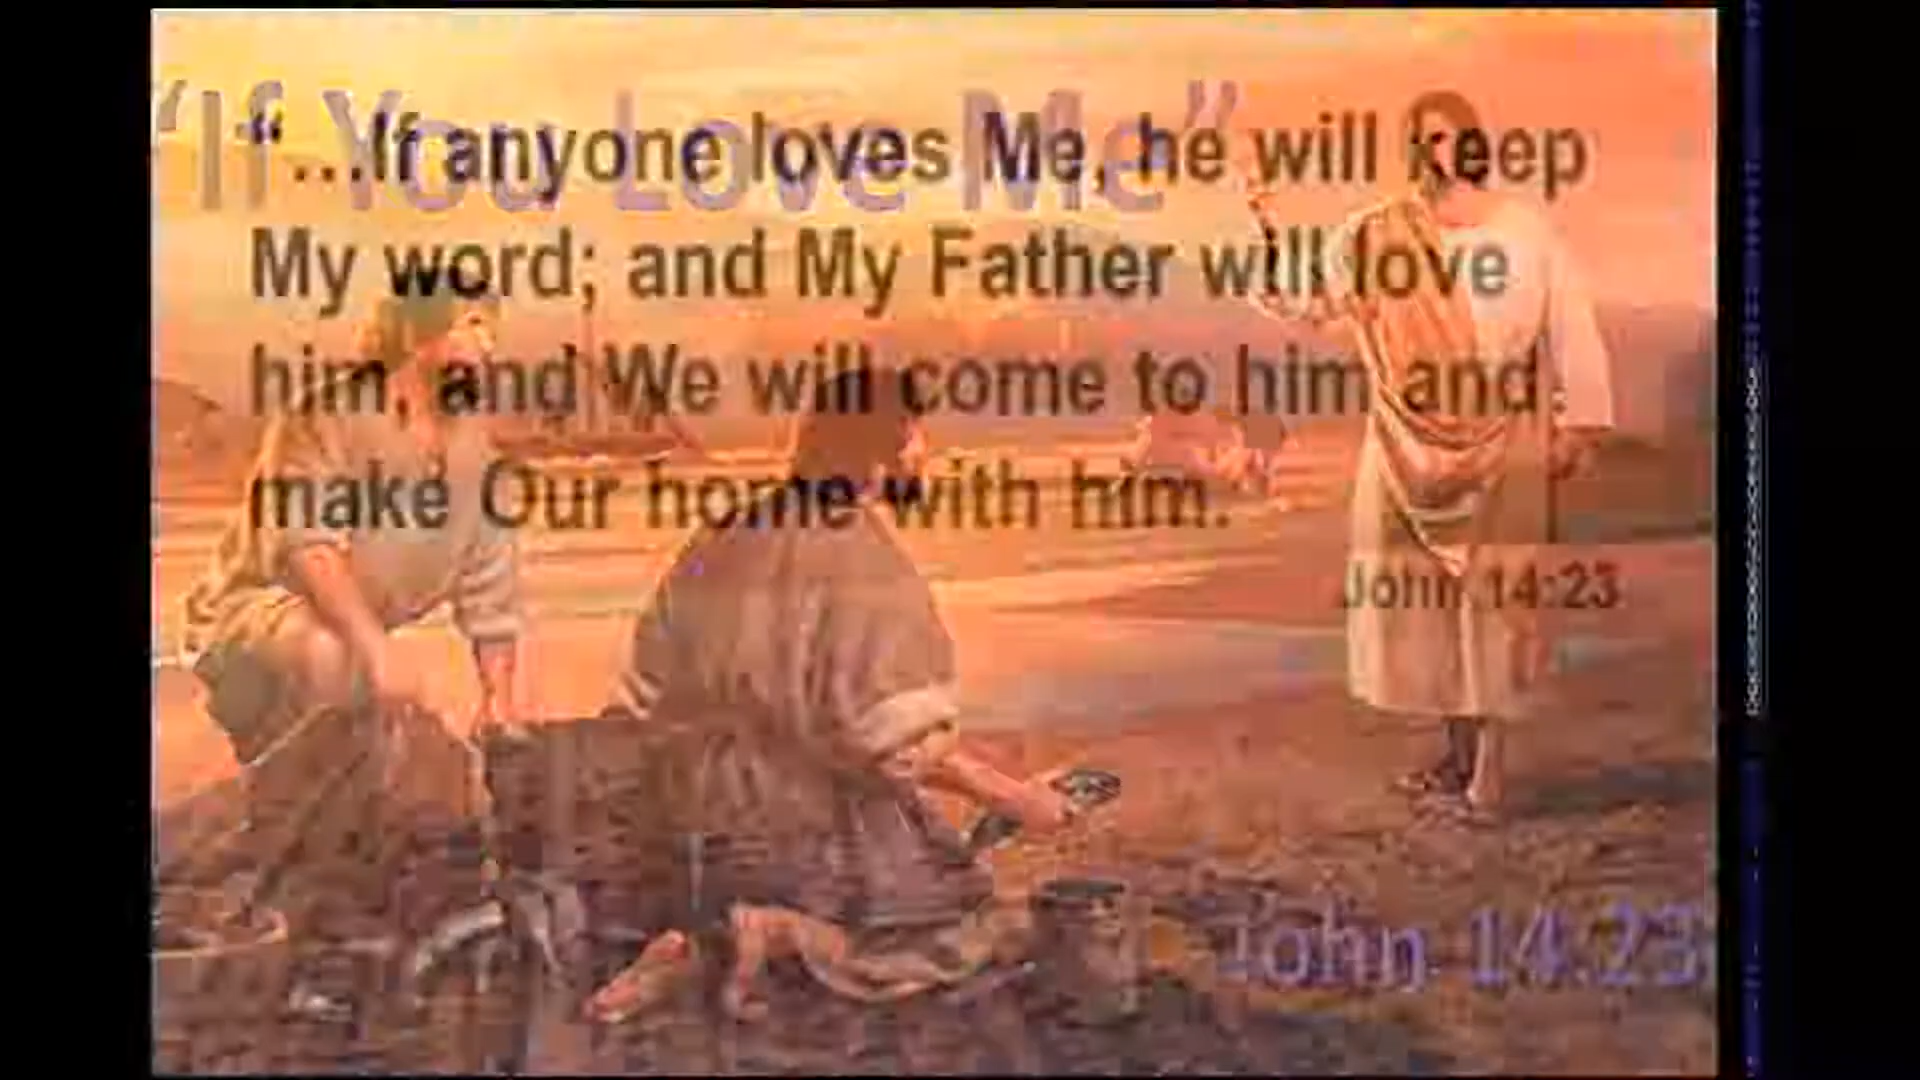 “If You Love Me”
“…If anyone loves Me, he will keep
My word; and My Father will love
him, and We will come to him and
make Our home with him.
John 14:23
John 14:23